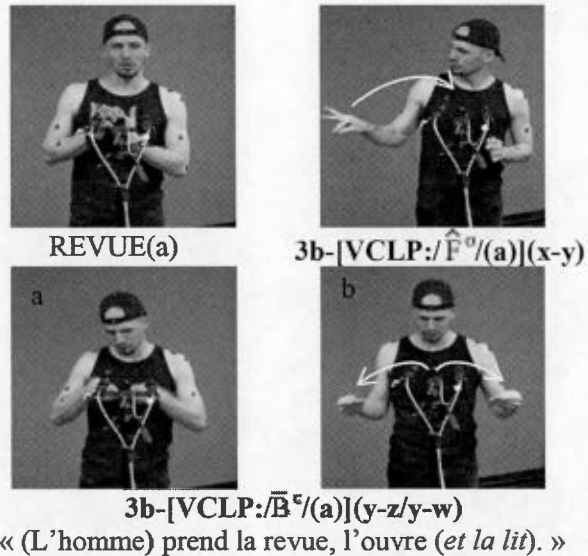 REVUE(a)
3b-[VCLP:/F̂ º/(a)](x-y)
a
b
3b-[VCLP:/B̿ ᵋ/(a)](y-z/y-w)
« (L’homme) prend la revue, l’ouvre (et la lit). »